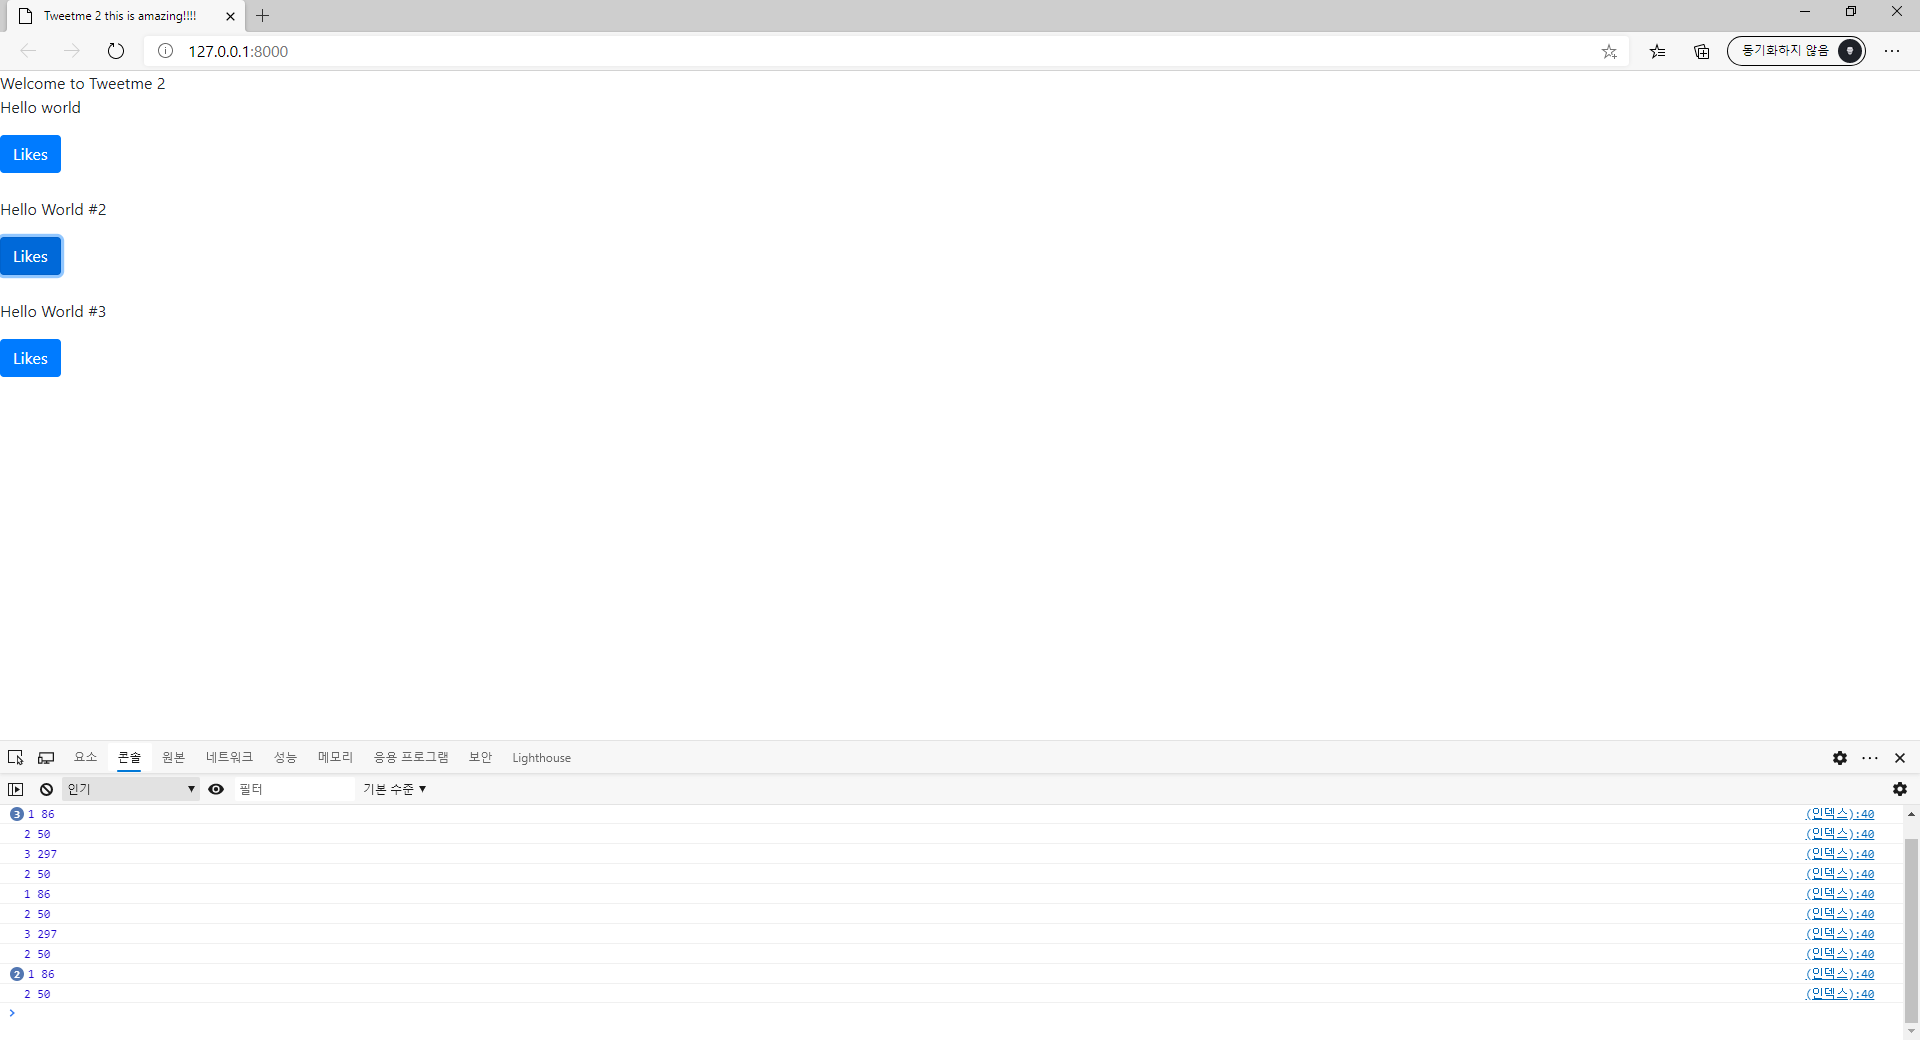 Tweetme 2 this is amazing!!!!
127.0.0.1:8000
동기화하지 않음
Welcome to Tweetme 2
Hello world
Likes
Hello World #2
Likes
Hello World #3
Likes
요소 콘솔 원본 네트워크 성능 메모리 응용 프로그램 보안 Lighthouse
인기 필터 기본 수준
3 1 86 (인덱스):40
2 50 (인덱스):40
3 297 (인덱스):40
2 50 (인덱스):40
1 86 (인덱스):40
2 50 (인덱스):40
3 297 (인덱스):40
2 50 (인덱스):40
2 1 86 (인덱스):40
2 50 (인덱스):40